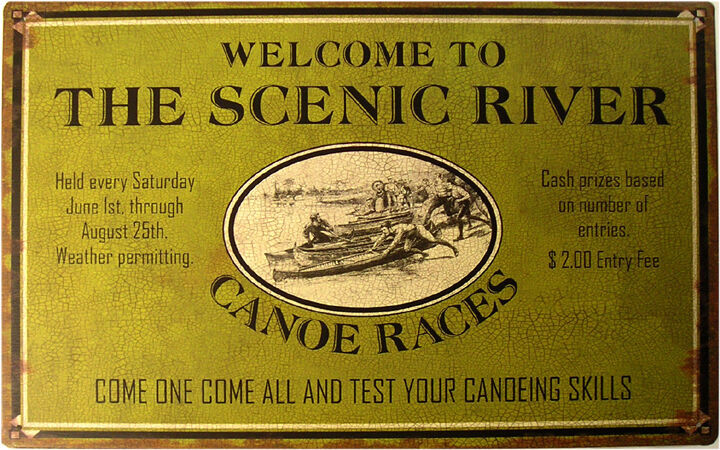 WELCOME TO
THE SCENIC RIVER
Held every Saturday
June 1st, through
August 25th.
Weather permitting.
Cash prizes based
on number of
entries.
$ 2.00 Entry Fee
CANOE RACES
COME ONE COME ALL AND TEST YOUR CANOEING SKILLS